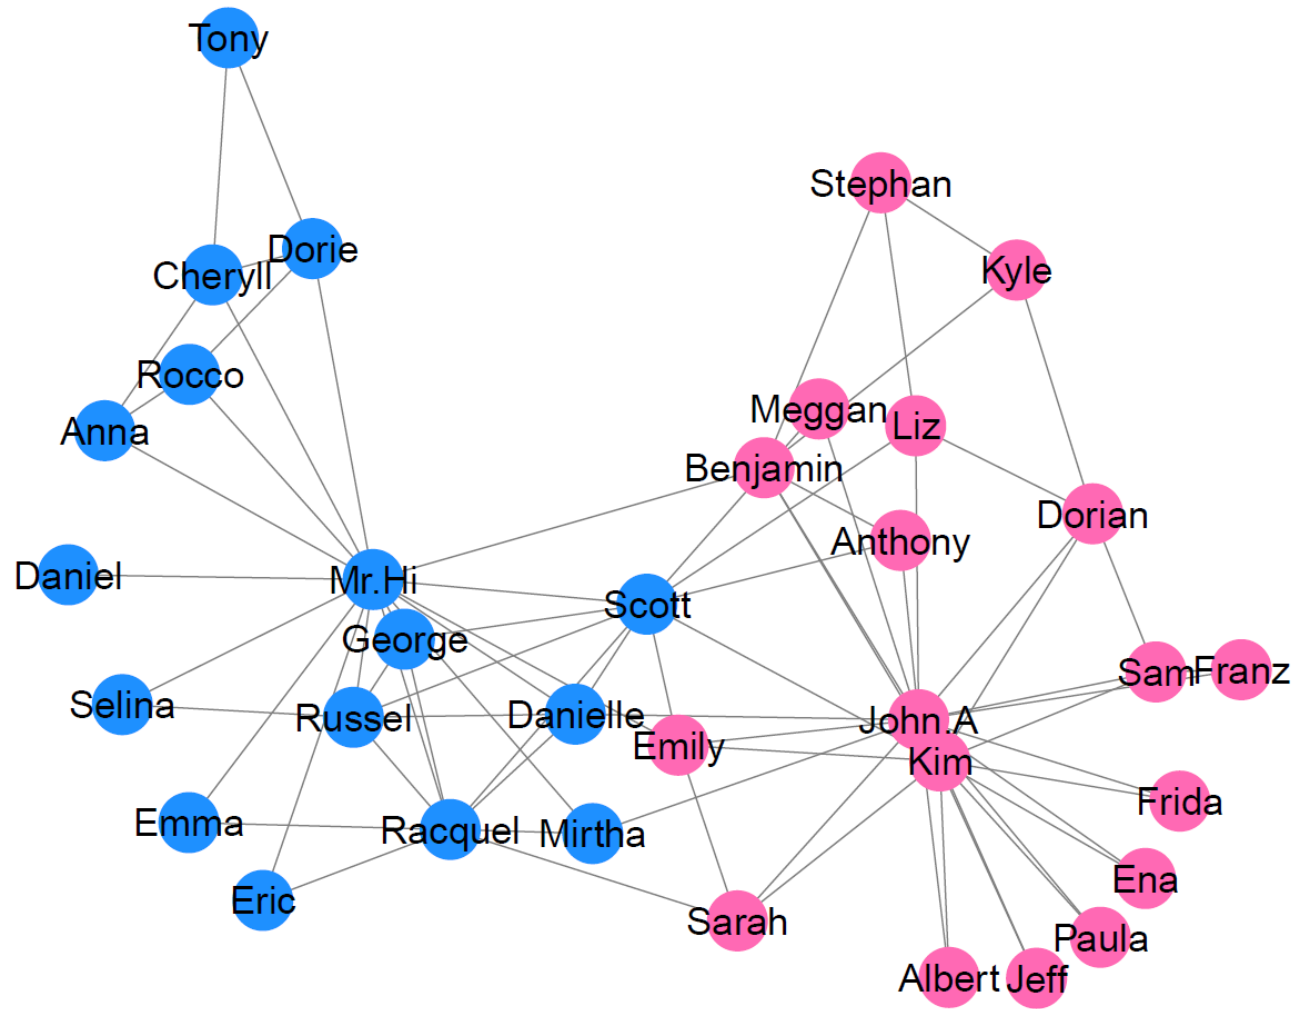 Tony
Stephan
Dorie
Cheryll
Kyle
Rocco
Meggan
Liz
Anna
Benjamin
Dorian
Anthony
Daniel
Mr.Hi
Scott
George
Sam
Franz
Selina
Russel
Danielle
John.A
Emily
Kim
Frida
Emma
Racquel
Mirtha
Ena
Eric
Sarah
Paula
Albert
Jeff